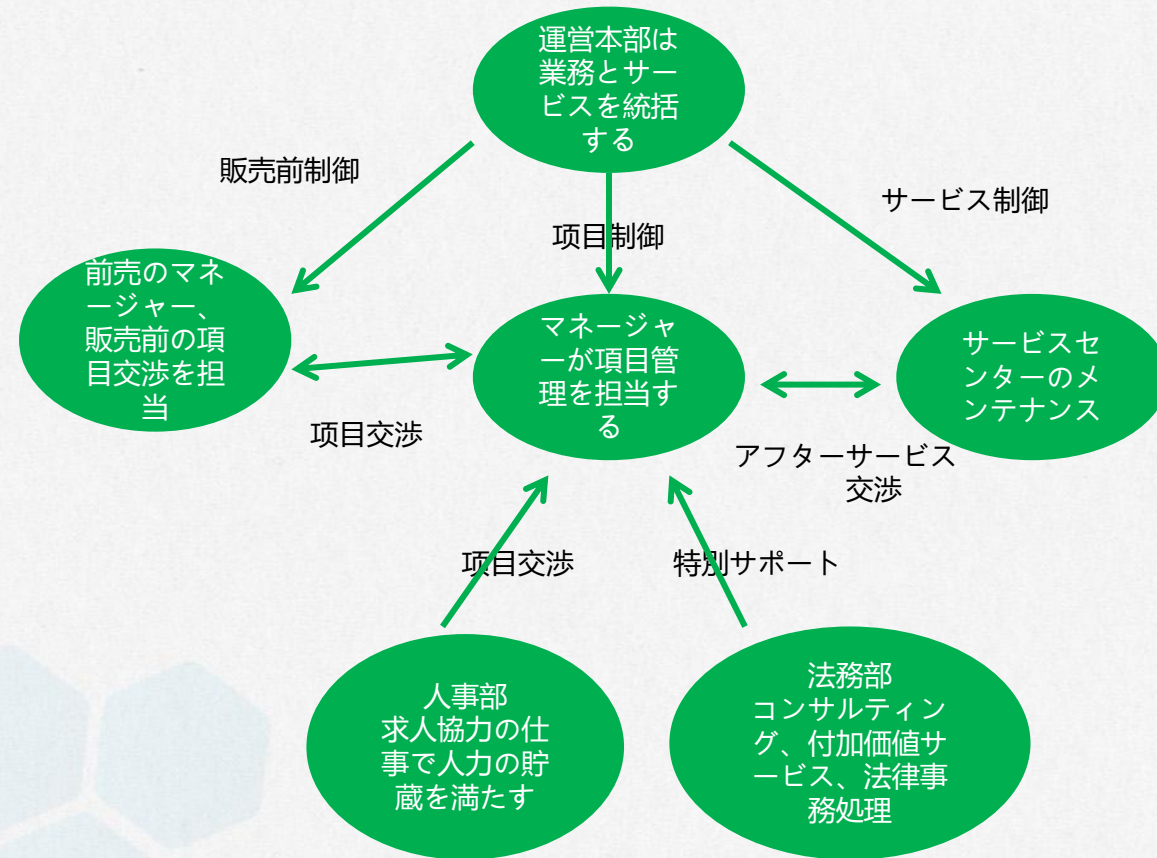 運営本部は
業務とサー
ビスを統括
する
販売前制御
サービス制御
项目制御
前売のマネ
ージャー、
販売前の項
目交渉を担
当
マネージャ
ーが項目管
理を担当す
る
サービスセ
ンターのメ
ンテナンス
项目交渉
アフターサービス
交渉
项目交渉
特別サポート
人事部
求人協力の仕
事で人力の貯
蔵を満たす
法務部
コンサルティン
グ、付加価値サ
ービス、法律事
務処理